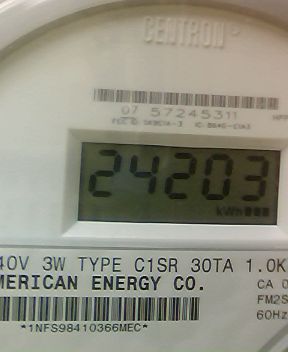 CENTRON
07 57245311
24203
kWh
40V 3W TYPE C1SR 30TA 1.0K
MERICAN ENERGY CO.
CA 0
FM2S
60Hz
*1NFS98410366MEC*